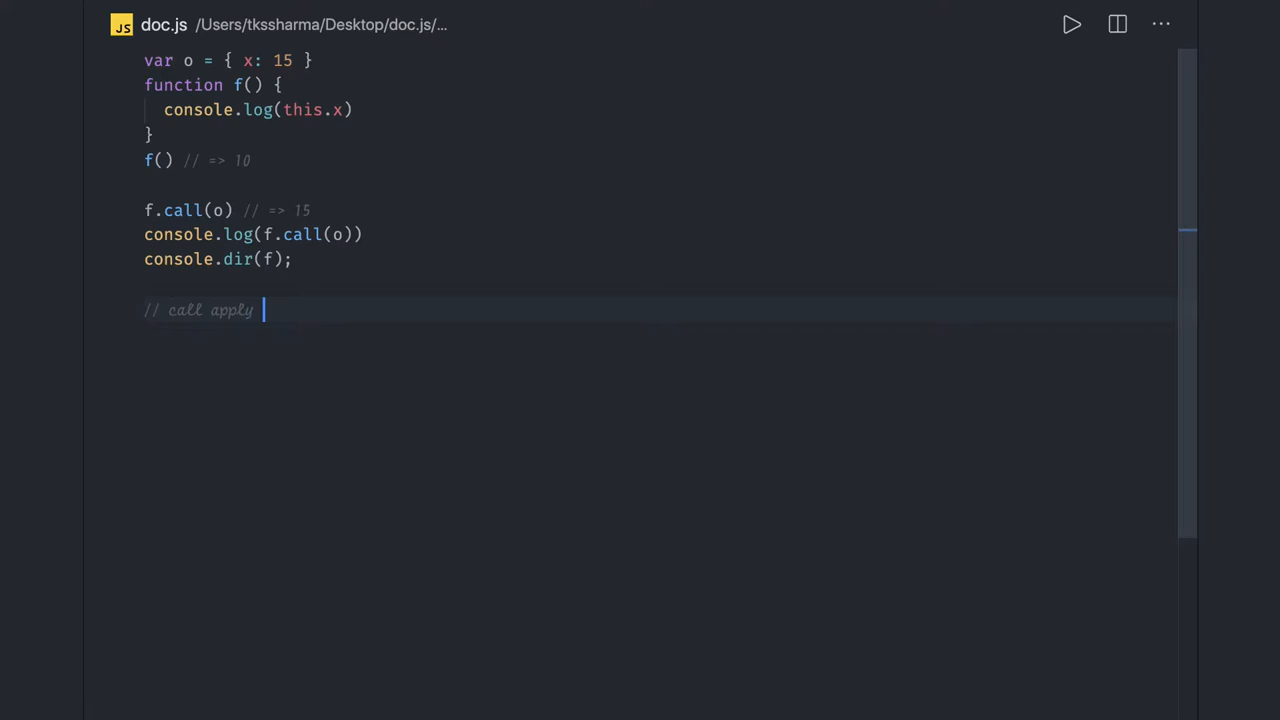 JS doc.js /Users/tkssharma/Desktop/doc.js/...
var o = { x: 15 }
function f() {
  console.log(this.x)
}
f() // => 10

f.call(o) // => 15
console.log(f.call(o))
console.dir(f);

// call apply